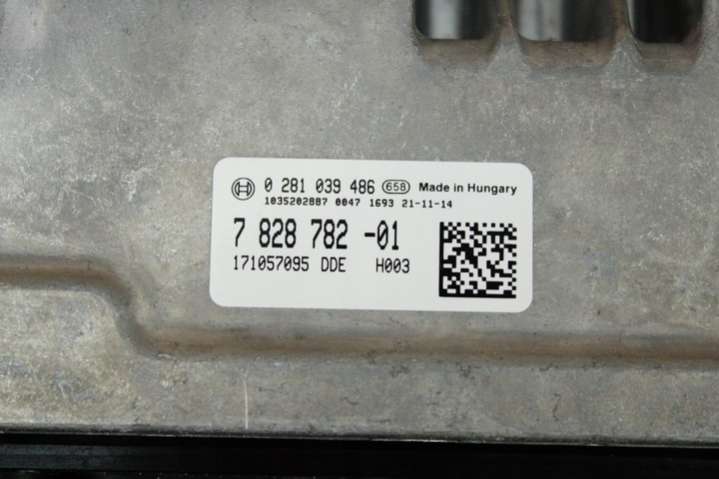 0 281 039 486 658 Made in Hungary
1035202887 0047 1693 21-11-14
7 828 782 -01
171057095 DDE H003